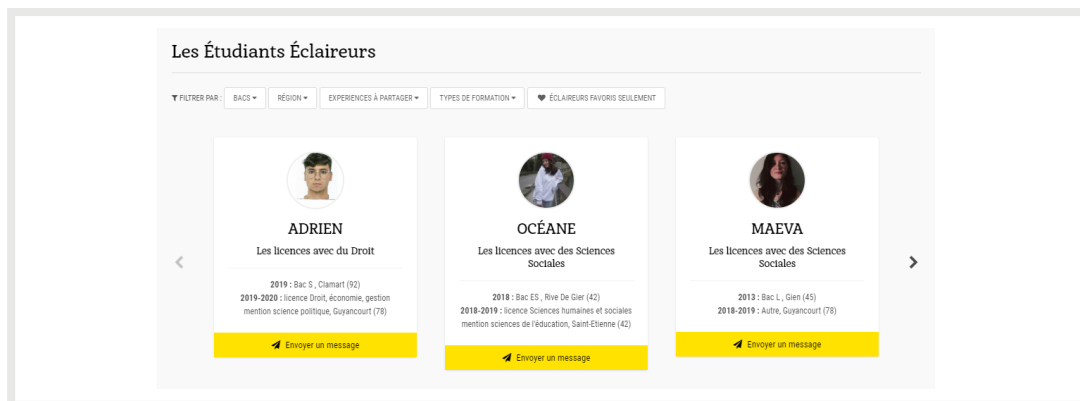 Les Étudiants Éclaireurs
FILTRER PAR : BACS RÉGION EXPERIENCES À PARTAGER TYPES DE FORMATION ÉCLAIREURS FAVORIS SEULEMENT
ADRIEN
Les licences avec du Droit
2019 : Bac S , Clamart (92)
2019-2020 : licence Droit, économie, gestion
mention science politique, Guyancourt (78)
Envoyer un message
OCÉANE
Les licences avec des Sciences
Sociales
2018 : Bac ES , Rive De Gier (42)
2018-2019 : licence Sciences humaines et sociales
mention sciences de l'éducation, Saint-Etienne (42)
Envoyer un message
MAEVA
Les licences avec des Sciences
Sociales
2013 : Bac L , Gien (45)
2018-2019 : Autre, Guyancourt (78)
Envoyer un message